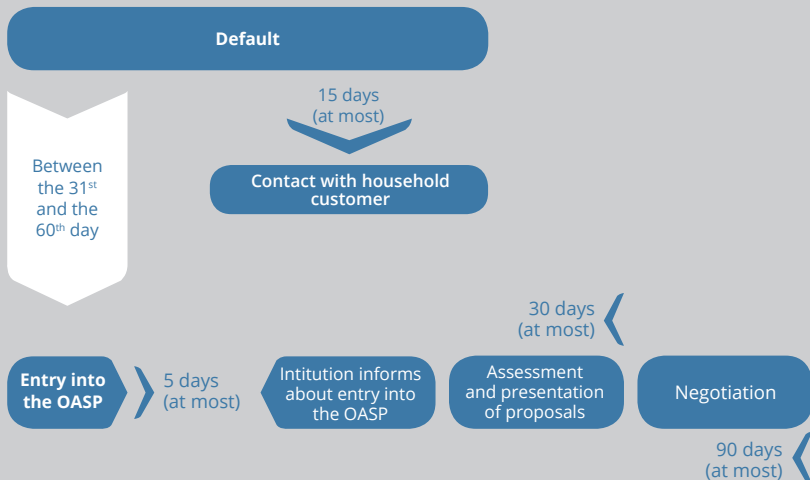 Default
15 days
(at most)
Between
the 31st
and the
60th day
Contact with household
customer
30 days
(at most)
Entry into
the OASP
5 days
(at most)
Intitution informs
about entry into
the OASP
Assessment
and presentation
of proposals
Negotiation
90 days
(at most)